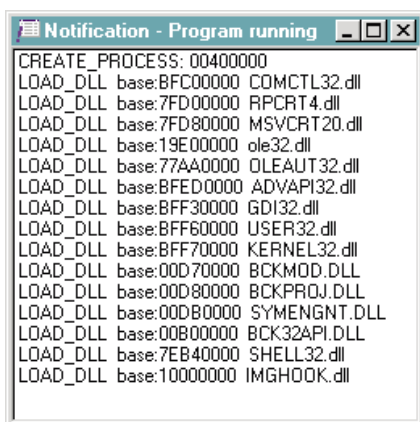 Notification - Program running
CREATE_PROCESS: 00400000
LOAD_DLL base:BFC00000 COMCTL32.dll
LOAD_DLL base:7FD00000 RPCRT4.dll
LOAD_DLL base:7FD80000 MSVCRT20.dll
LOAD_DLL base:19E00000 ole32.dll
LOAD_DLL base:77AA0000 OLEAUT32.dll
LOAD_DLL base:BFED0000 ADVAPI32.dll
LOAD_DLL base:BFF30000 GDI32.dll
LOAD_DLL base:BFF60000 USER32.dll
LOAD_DLL base:BFF70000 KERNEL32.dll
LOAD_DLL base:00D70000 BCKMOD.DLL
LOAD_DLL base:00D80000 BCKPROJ.DLL
LOAD_DLL base:00DB0000 SYMENGNT.DLL
LOAD_DLL base:00B00000 BCK32API.DLL
LOAD_DLL base:7EB40000 SHELL32.dll
LOAD_DLL base:10000000 IMGHOOK.dll